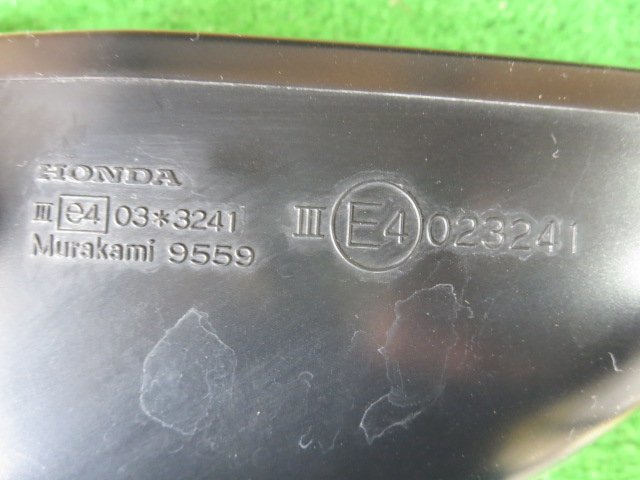 HONDA
III e4 03*3241
Murakami 9559
III E4 023241